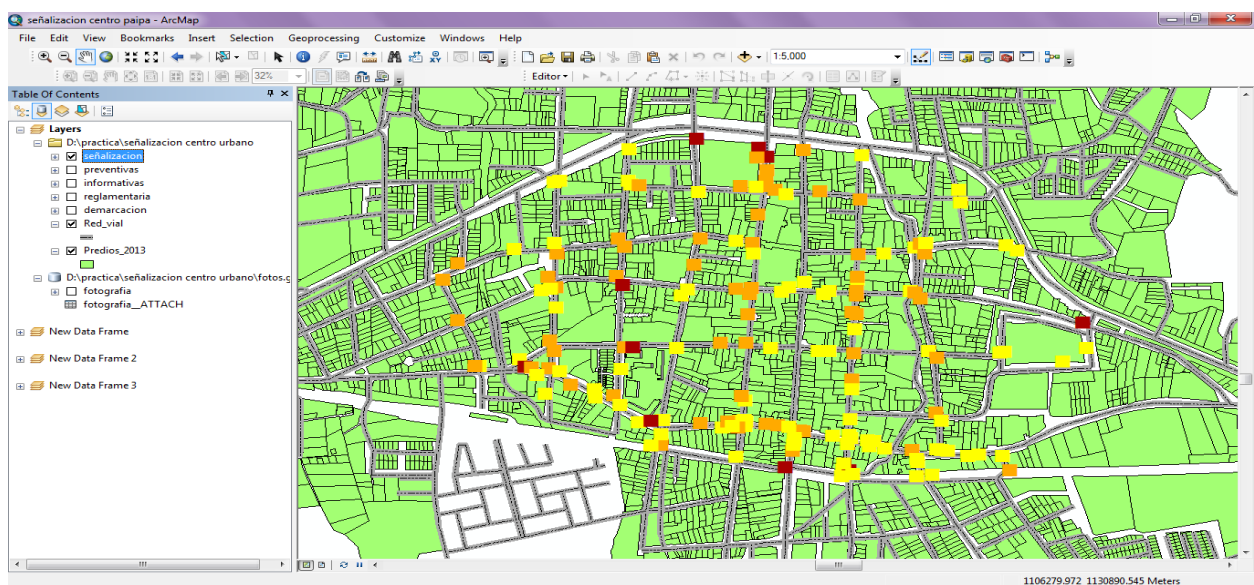 señalizacion centro paipa - ArcMap
File Edit View Bookmarks Insert Selection Geoprocessing Customize Windows Help
1:5,000
32%
Editor
Table Of Contents
Layers
D:\practica\señalizacion centro urbano
señalizacion
preventivas
informativas
reglamentaria
demarcacion
Red_vial
Predios_2013
D:\practica\señalizacion centro urbano\fotos.g
fotografia
fotografia__ATTACH
New Data Frame
New Data Frame 2
New Data Frame 3
1106279.972 1130890.545 Meters